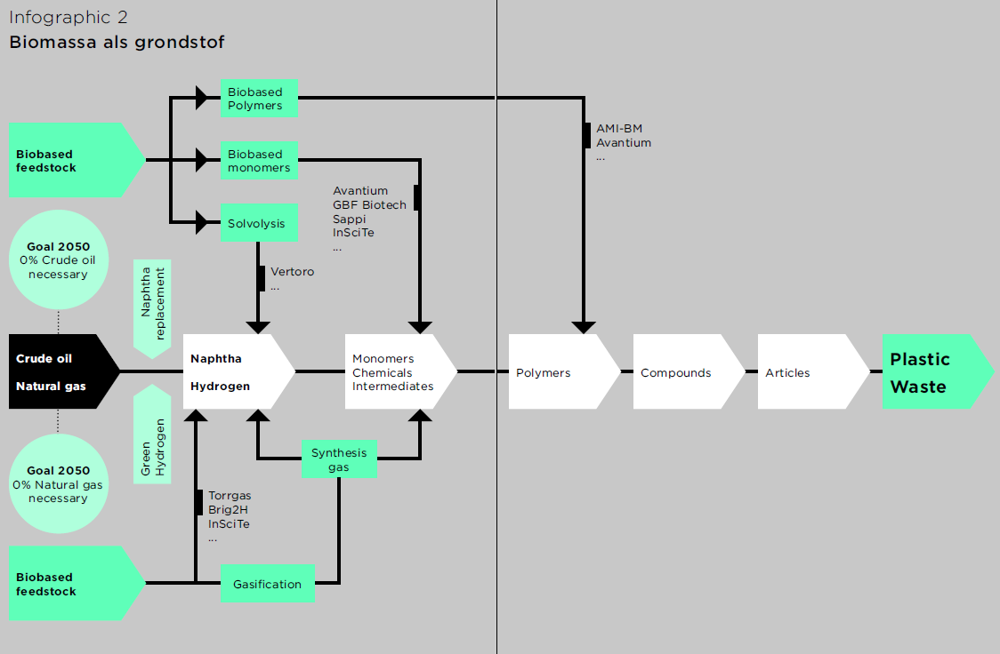 Infographic 2
Biomassa als grondstof
Biobased
Polymers
Biobased
feedstock
Biobased
monomers
Solvolysis
AMI-BM
Avantium
...
Avantium
GBF Biotech
Sappi
InSciTe
...
Goal 2050
0% Crude oil
necessary
Naphtha
replacement
Vertoro
...
Crude oil
Natural gas
Naphtha
Hydrogen
Monomers
Chemicals
Intermediates
Polymers
Compounds
Articles
Plastic
Waste
Green
Hydrogen
Synthesis
gas
Goal 2050
0% Natural gas
necessary
Torrgas
Brig2H
InSciTe
...
Biobased
feedstock
Gasification